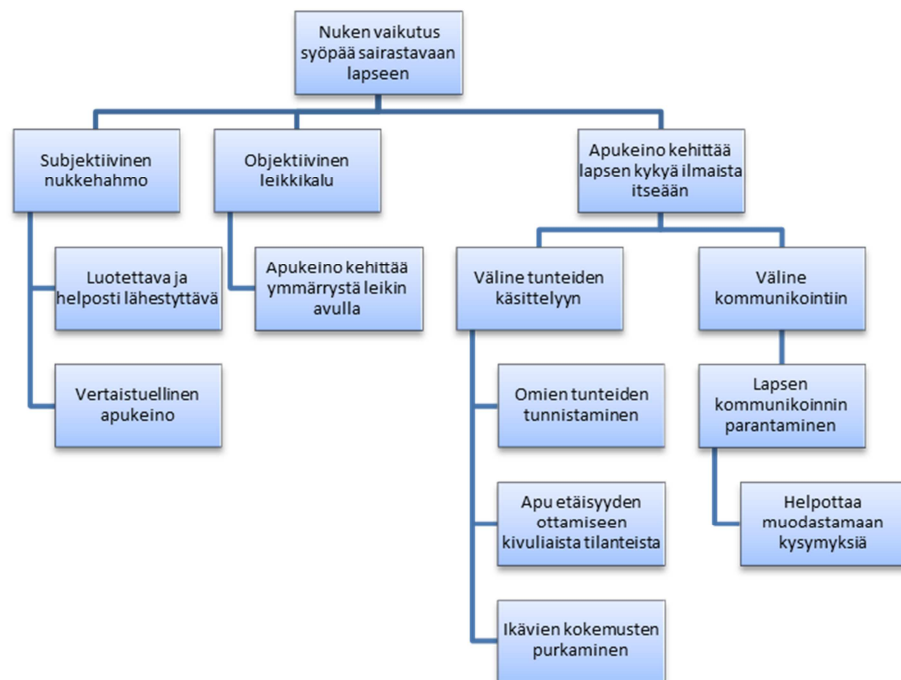 Nuken vaikutus
syöpää sairastavaan
lapseen
Subjektiivinen
nukkehahmo
Luotettava ja
helposti lähestyttävä
Vertaistuellinen
apukeino
Objektiivinen
leikkikalu
Apukeino kehittää
ymmärrystä leikin
avulla
Apukeino kehittää
lapsen kykyä ilmaista
itseään
Väline tunteiden
käsittelyyn
Omien tunteiden
tunnistaminen
Apu etäisyyden
ottamiseen
kivuliaista tilanteista
Ikävien kokemusten
purkaminen
Väline
kommunikointiin
Lapsen
kommunikoinnin
parantaminen
Helpottaa
muodastamaan
kysymyksiä